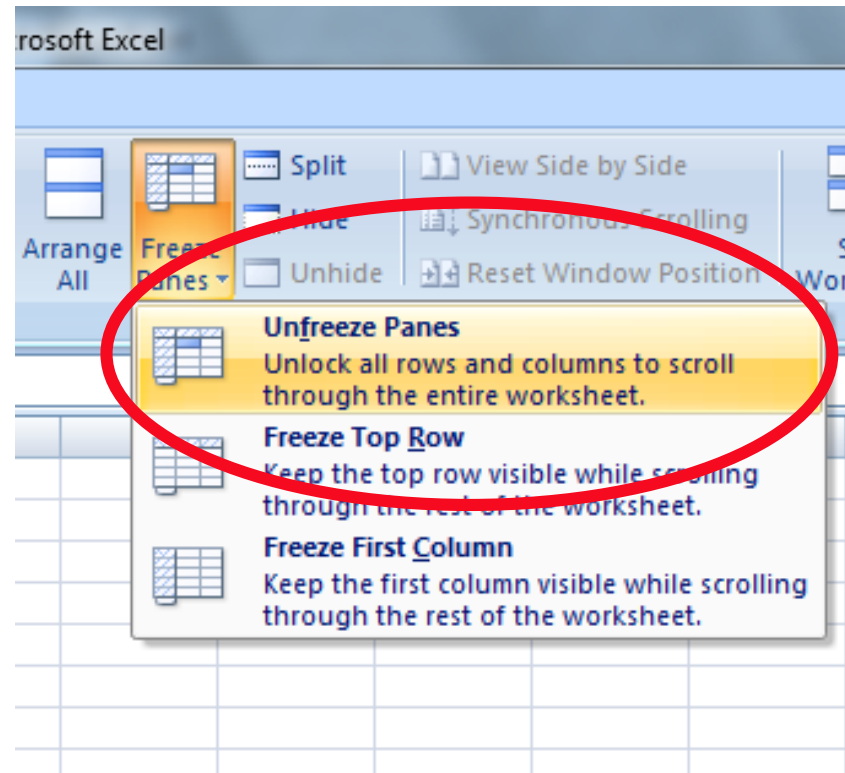 rosoft Excel
Split
View Side by Side
Hide
Synchronous Scrolling
Arrange All
Freeze Panes
Unhide
Reset Window Position
Unfreeze Panes
Unlock all rows and columns to scroll
through the entire worksheet.
Freeze Top Row
Keep the top row visible while scrolling
through the rest of the worksheet.
Freeze First Column
Keep the first column visible while scrolling
through the rest of the worksheet.